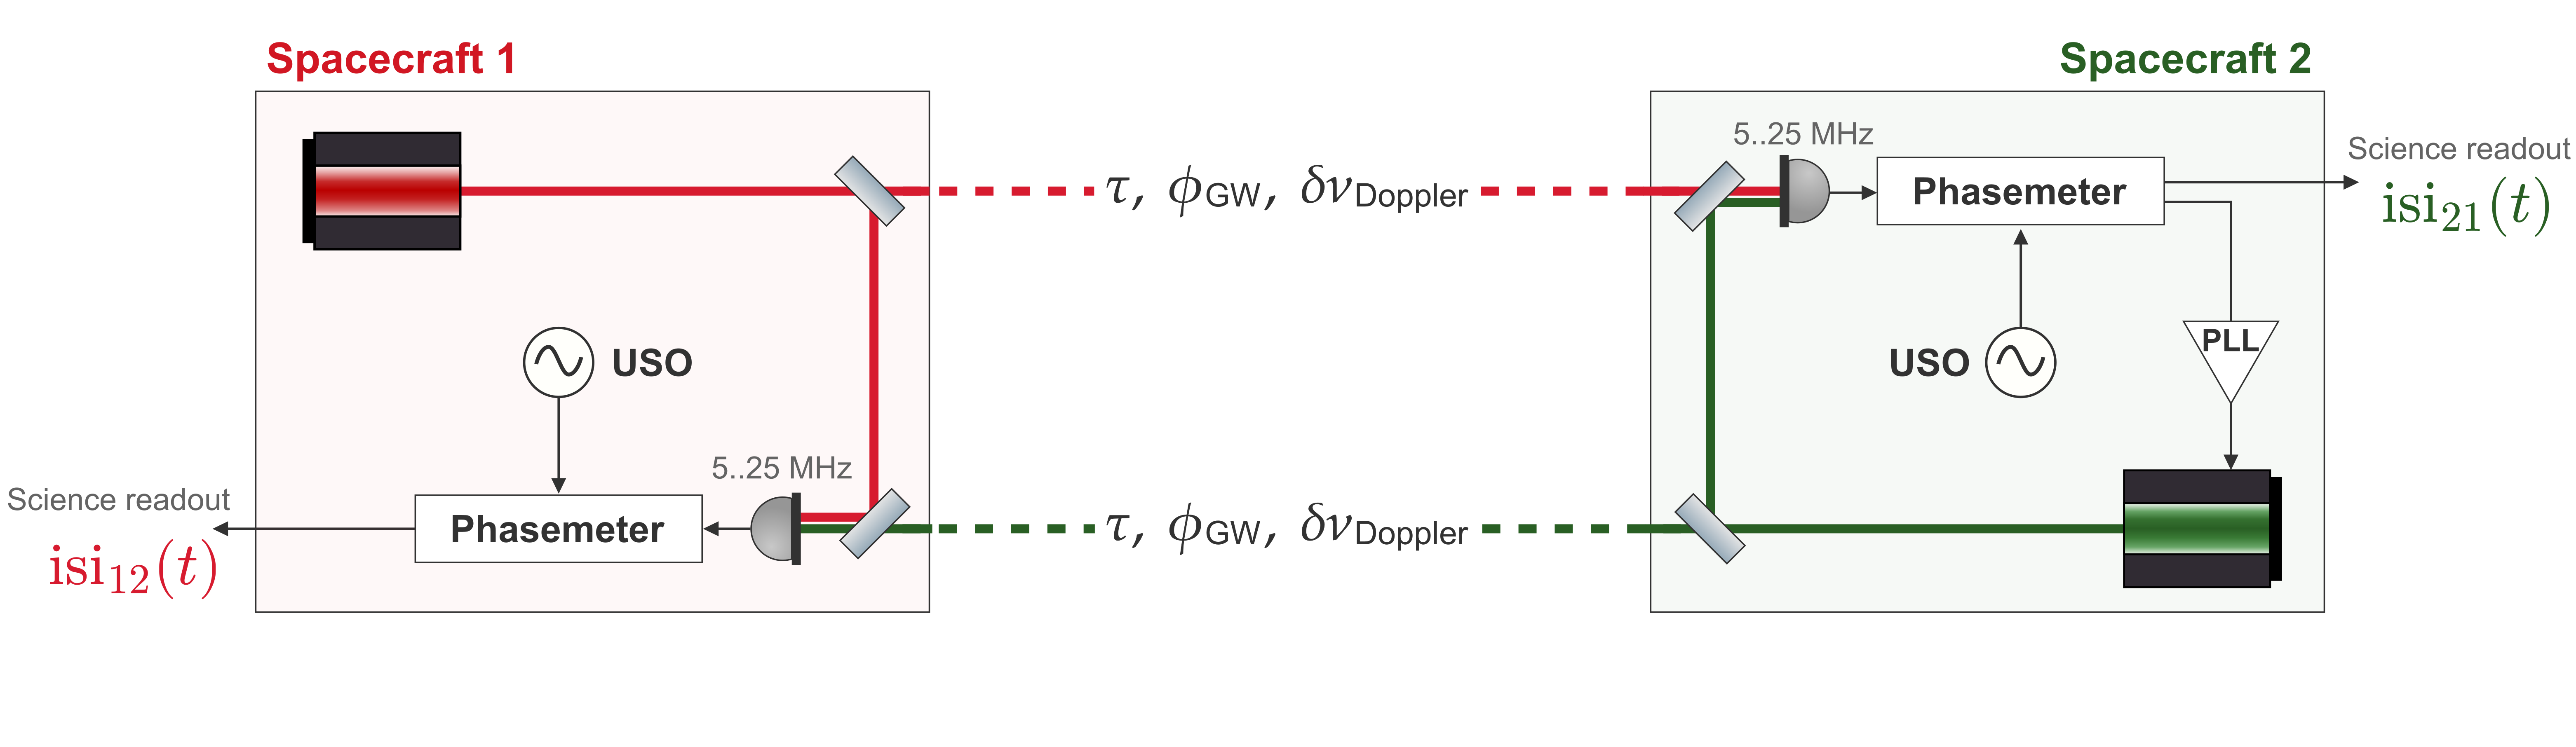 Spacecraft 1
USO
5..25 MHz
Phasemeter
Science readout
isi₁₂(t)
τ, ϕGW, δνDoppler
τ, ϕGW, δνDoppler
Spacecraft 2
5..25 MHz
Phasemeter
Science readout
isi₂₁(t)
USO
PLL